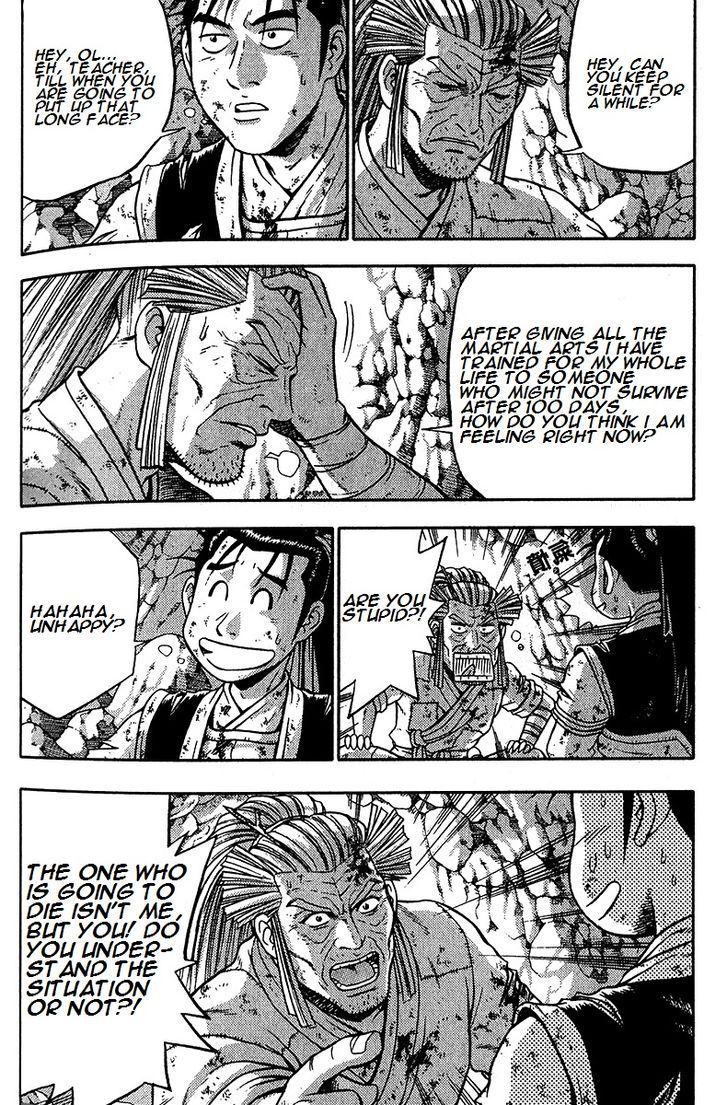 HEY, OL...
EH, TEACHER,
TILL WHEN YOU
ARE GOING TO
PUT UP THAT
LONG FACE?
HEY, CAN
YOU KEEP
SILENT FOR
A WHILE?
AFTER GIVING ALL THE
MARTIAL ARTS I HAVE
TRAINED FOR MY WHOLE
LIFE TO SOMEONE
WHO MIGHT NOT SURVIVE
AFTER 100 DAYS,
HOW DO YOU THINK I AM
FEELING RIGHT NOW?
HAHAHA,
UNHAPPY?
ARE YOU
STUPID?!
THE ONE WHO
IS GOING TO
DIE ISN'T ME,
BUT YOU! DO
YOU UNDER-
STAND THE
SITUATION
OR NOT?!